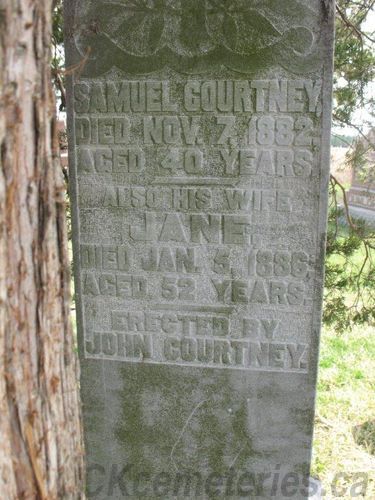 SAMUEL COURTNEY,
DIED NOV. 7, 1882,
AGED 40 YEARS,
ALSO HIS WIFE
JANE.
DIED JAN. 5, 1886,
AGED 52 YEARS.
ERECTED BY
JOHN COURTNEY.
CKcemeteries.ca